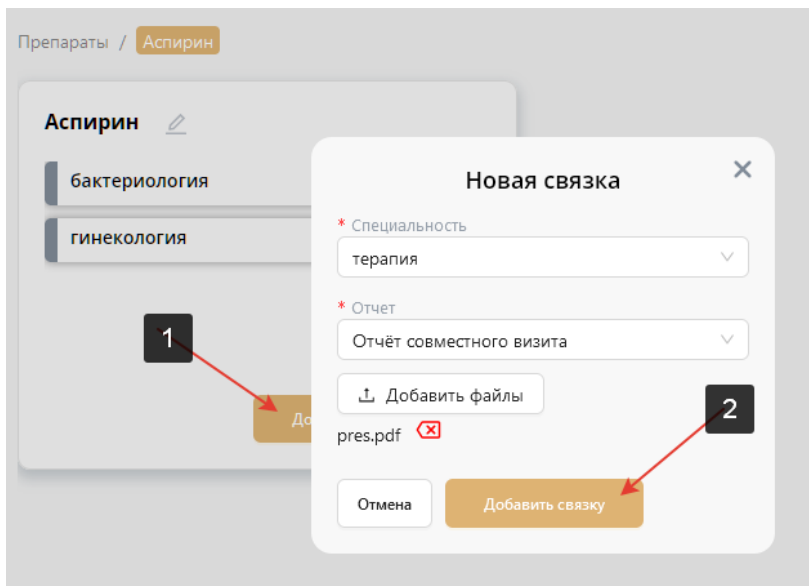 Препараты / Аспирин
Аспирин
бактериология
гинекология
1
До
Новая связка
* Специальность
терапия
* Отчет
Отчёт совместного визита
Добавить файлы
pres.pdf
2
Отмена
Добавить связку